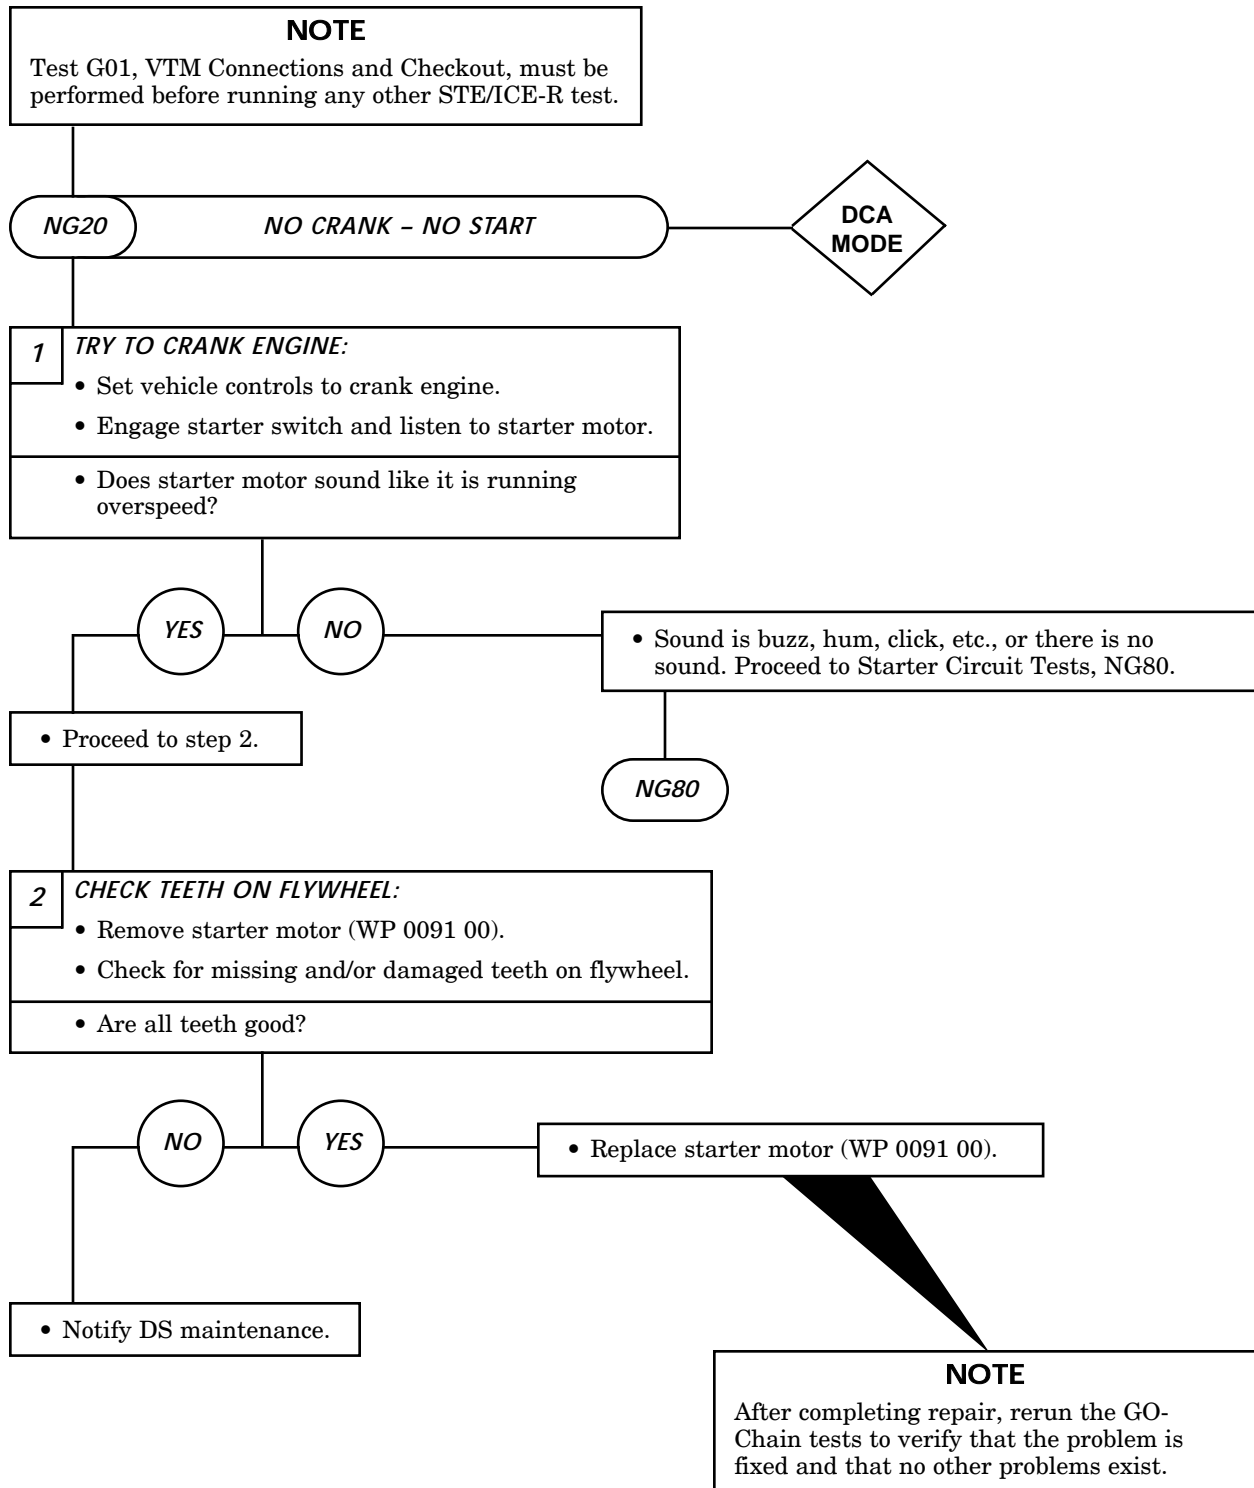 NOTE
Test G01, VTM Connections and Checkout, must be
performed before running any other STE/ICE-R test.
NG20
NO CRANK – NO START
DCA
MODE
1
TRY TO CRANK ENGINE:
• Set vehicle controls to crank engine.
• Engage starter switch and listen to starter motor.
• Does starter motor sound like it is running
overspeed?
YES
NO
• Sound is buzz, hum, click, etc., or there is no
sound. Proceed to Starter Circuit Tests, NG80.
• Proceed to step 2.
NG80
2
CHECK TEETH ON FLYWHEEL:
• Remove starter motor (WP 0091 00).
• Check for missing and/or damaged teeth on flywheel.
• Are all teeth good?
NO
YES
• Replace starter motor (WP 0091 00).
• Notify DS maintenance.
NOTE
After completing repair, rerun the GO-
Chain tests to verify that the problem is
fixed and that no other problems exist.